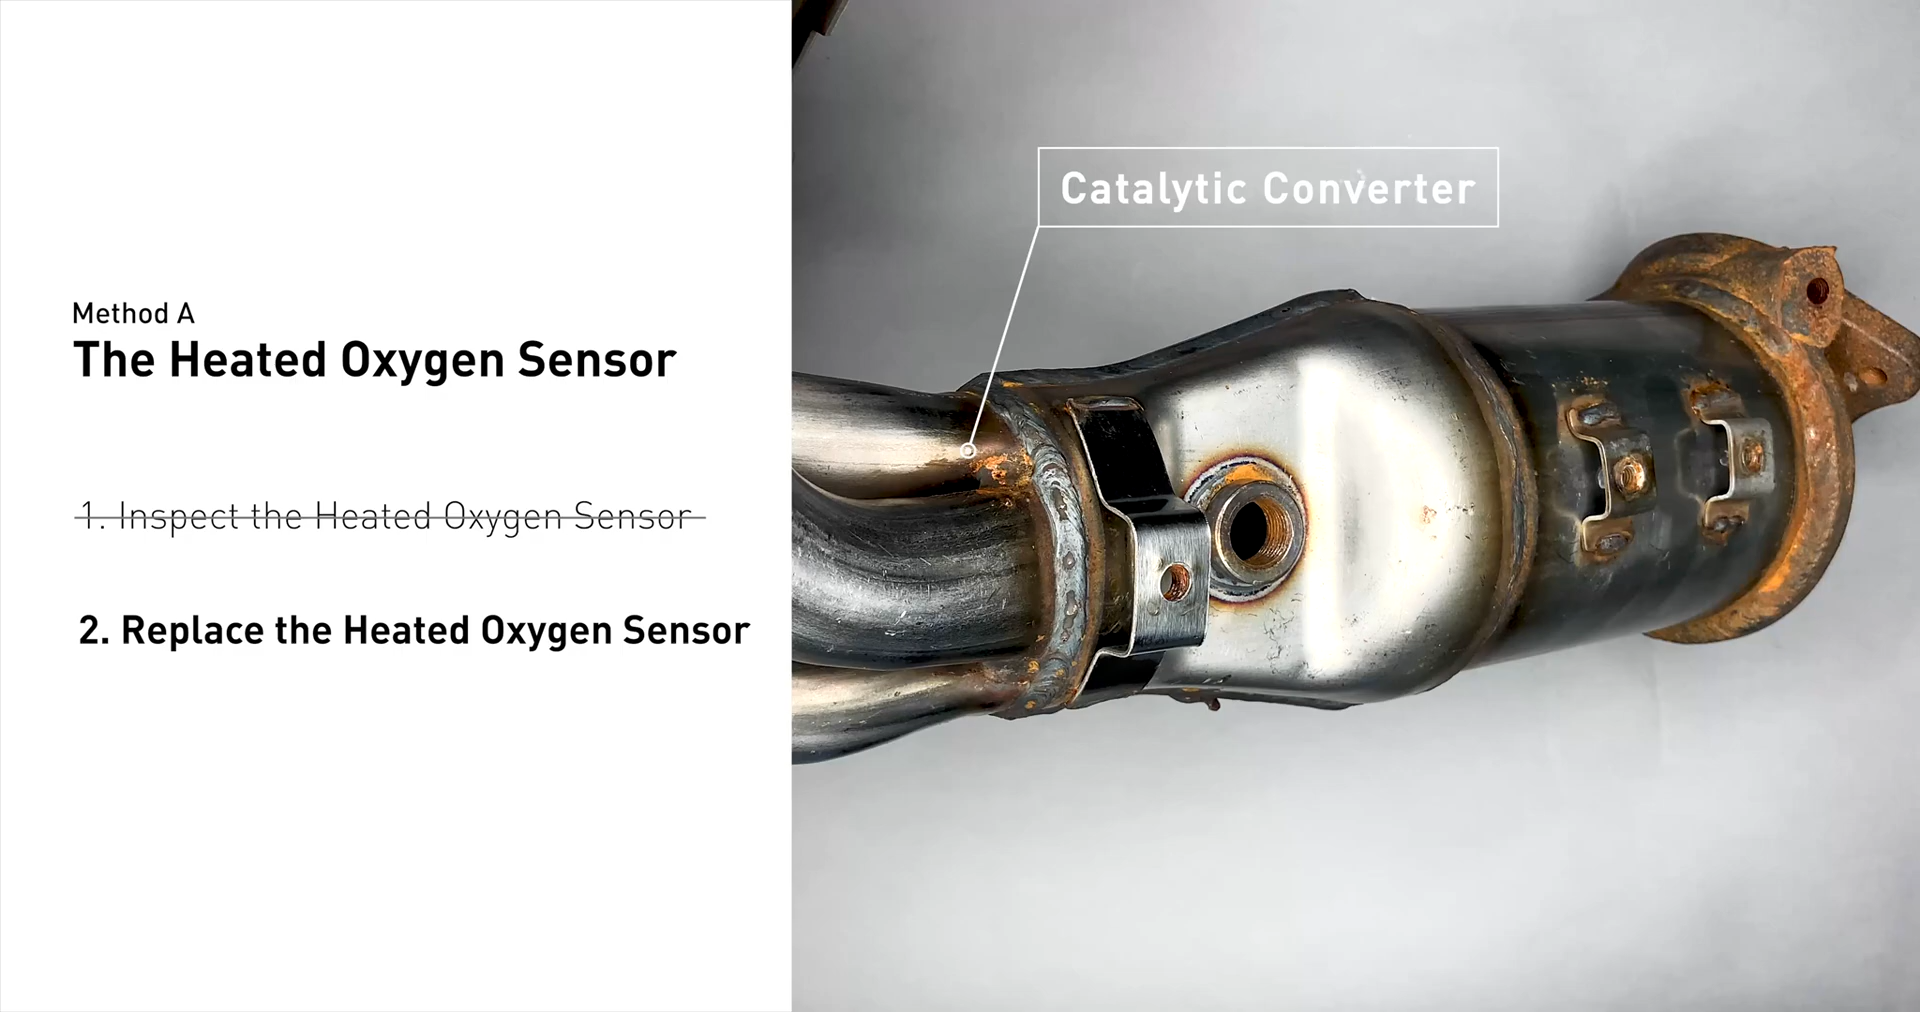 Method A
The Heated Oxygen Sensor
1. Inspect the Heated Oxygen Sensor
2. Replace the Heated Oxygen Sensor
Catalytic Converter